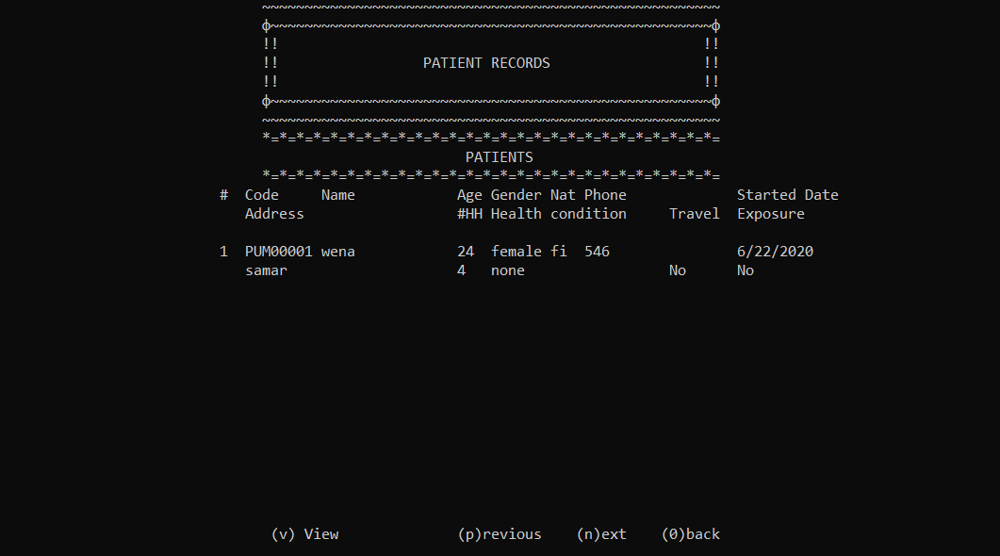 ~~~~~~~~~~~~~~~~~~~~~~~~~~~~~~~~~~~~~~~~~~~~~~~~~~~~~~
ϕ~~~~~~~~~~~~~~~~~~~~~~~~~~~~~~~~~~~~~~~~~~~~~~~~~~~~ϕ
!! !!
!! PATIENT RECORDS !!
!! !!
ϕ~~~~~~~~~~~~~~~~~~~~~~~~~~~~~~~~~~~~~~~~~~~~~~~~~~~~ϕ
~~~~~~~~~~~~~~~~~~~~~~~~~~~~~~~~~~~~~~~~~~~~~~~~~~~~~~
*=*=*=*=*=*=*=*=*=*=*=*=*=*=*=*=*=*=*=*=*=*=*=*=*=*=*=
PATIENTS
*=*=*=*=*=*=*=*=*=*=*=*=*=*=*=*=*=*=*=*=*=*=*=*=*=*=*=
# Code Name Age Gender Nat Phone Started Date
Address #HH Health condition Travel Exposure
1 PUM00001 wena 24 female fi 546 6/22/2020
samar 4 none No No
(v) View (p)revious (n)ext (0)back